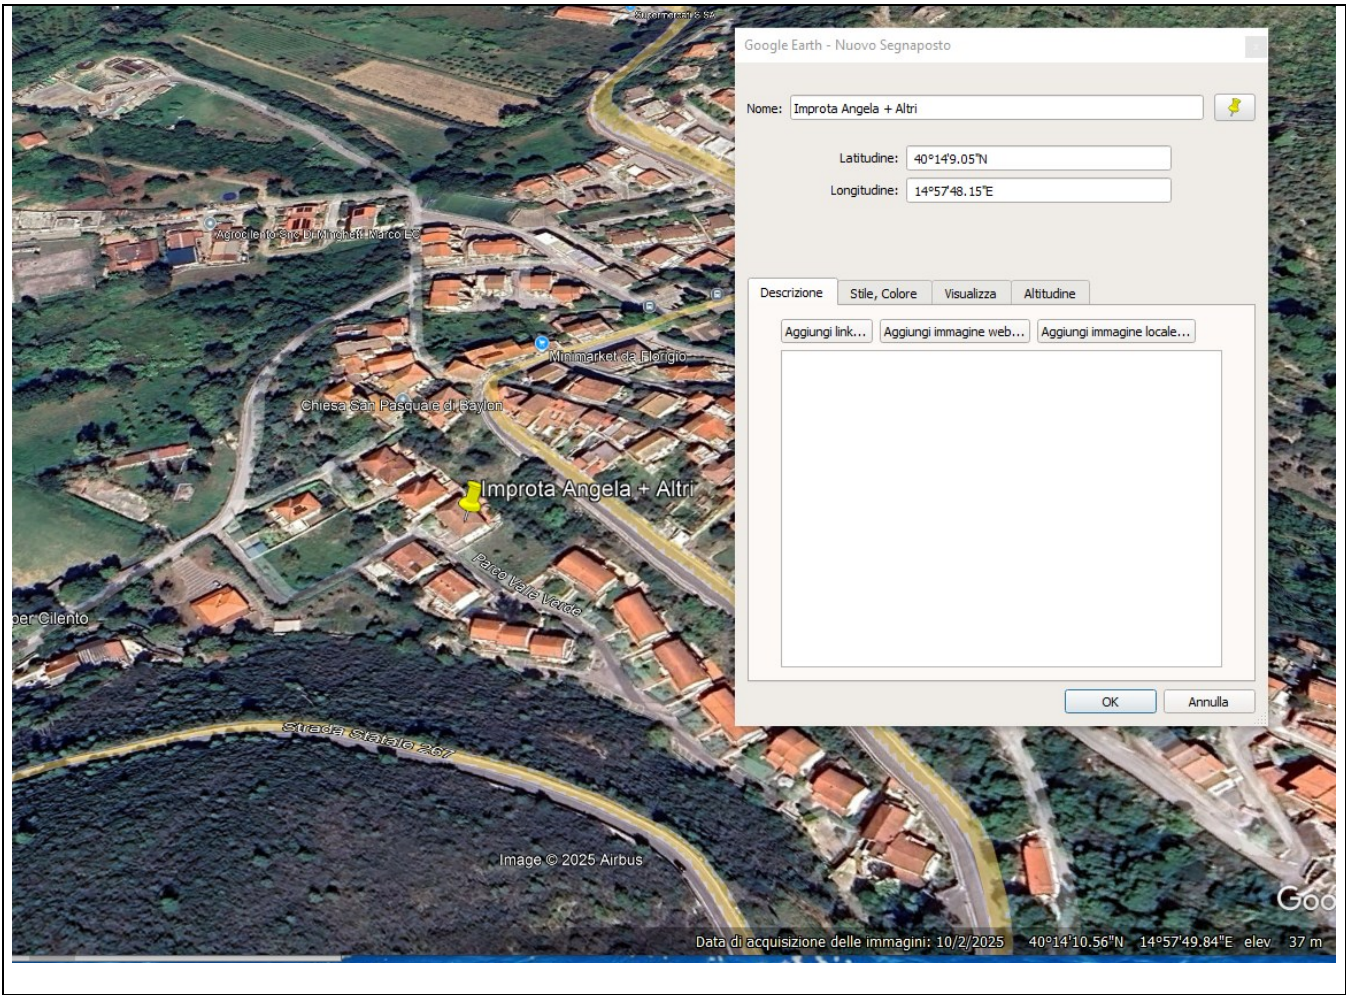 Supermercati S SA
Google Earth - Nuovo Segnaposto
Nome: Improta Angela + Altri
Latitudine: 40°14'9.05"N
Longitudine: 14°57'48.15"E
Agrocilento Snc Di Mingheffi Marco EC
Descrizione Stile, Colore Visualizza Altitudine
Aggiungi link... Aggiungi immagine web... Aggiungi immagine locale...
Minimarket da Florigio
Chiesa San Pasquale di Baylon
Improta Angela + Altri
Parco Valle Verde
per Cilento
OK Annulla
Strada Statale 267
Image © 2025 Airbus
Goo
Data di acquisizione delle immagini: 10/2/2025 40°14'10.56"N 14°57'49.84"E elev 37 m